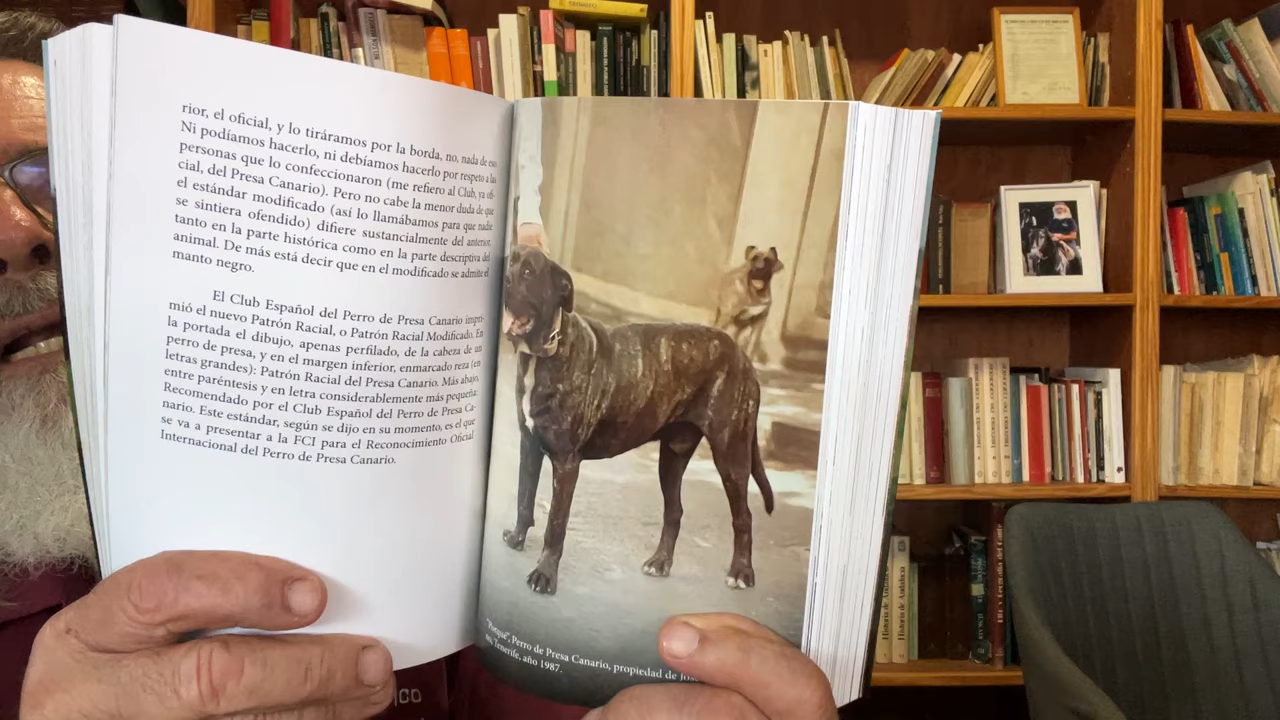 rior, el oficial, y lo tiráramos por la borda, no, nada de eso
Ni podíamos hacerlo, ni debíamos hacerlo por respeto a las
personas que lo confeccionaron (me refiero al Club, ya ofi-
cial, del Presa Canario). Pero no cabe la menor duda de que
el estándar modificado (así lo llamábamos para que nadie
se sintiera ofendido) difiere sustancialmente del anterior,
tanto en la parte histórica como en la parte descriptiva del
animal. De más está decir que en el modificado se admite el
manto negro.
El Club Español del Perro de Presa Canario impri-
mió el nuevo Patrón Racial, o Patrón Racial Modificado. En
la portada el dibujo, apenas perfilado, de la cabeza de un
perro de presa, y en el margen inferior, enmarcado reza (en
letras grandes): Patrón Racial del Presa Canario. Más abajo,
entre paréntesis y en letra considerablemente más pequeña:
Recomendado por el Club Español del Perro de Presa Ca-
nario. Este estándar, según se dijo en su momento, es el que
se va a presentar a la FCI para el Reconocimiento Oficial
Internacional del Perro de Presa Canario.
Perro de Presa Canario, propiedad de
Tenerife, año 1987.
Historia de Andalucía
Historia de Andalucía
ICO